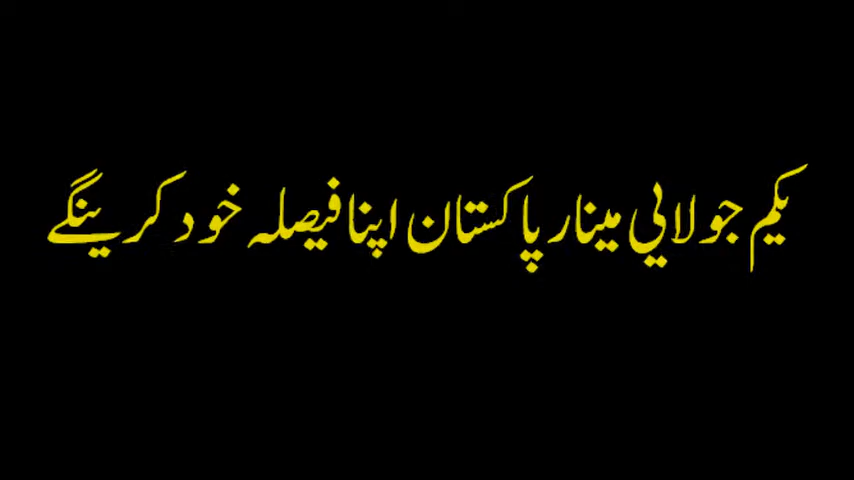 یکم جولایی مینار پاکستان اپنا فیصلہ خود کرینگے